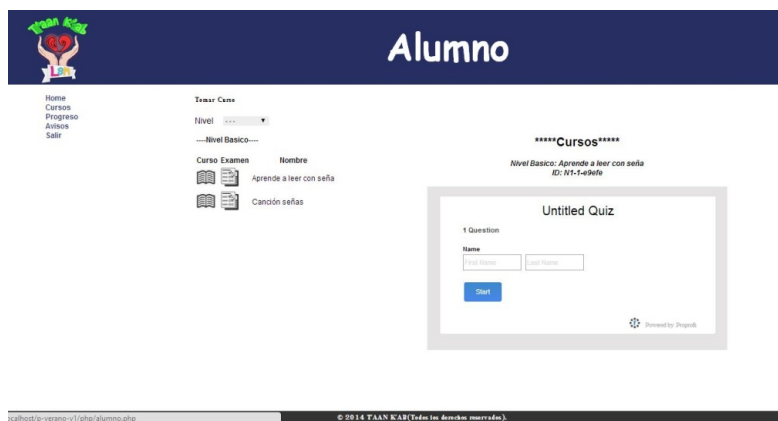 Ta'an K'ab
LSM
Alumno
Home
Cursos
Progreso
Avisos
Salir
Tomar Curso
Nivel ---
----Nivel Basico----
Curso Examen Nombre
Aprende a leer con seña
Canción señas
*****Cursos*****
Nivel Basico: Aprende a leer con seña
ID: N1-1-e9efe
Untitled Quiz
1 Question
Name
First Name Last Name
Start
Powered by Proprofs
localhost/p-verano-v1/php/alumno.php
© 2014 TAAN K'AB(Todos los derechos reservados).